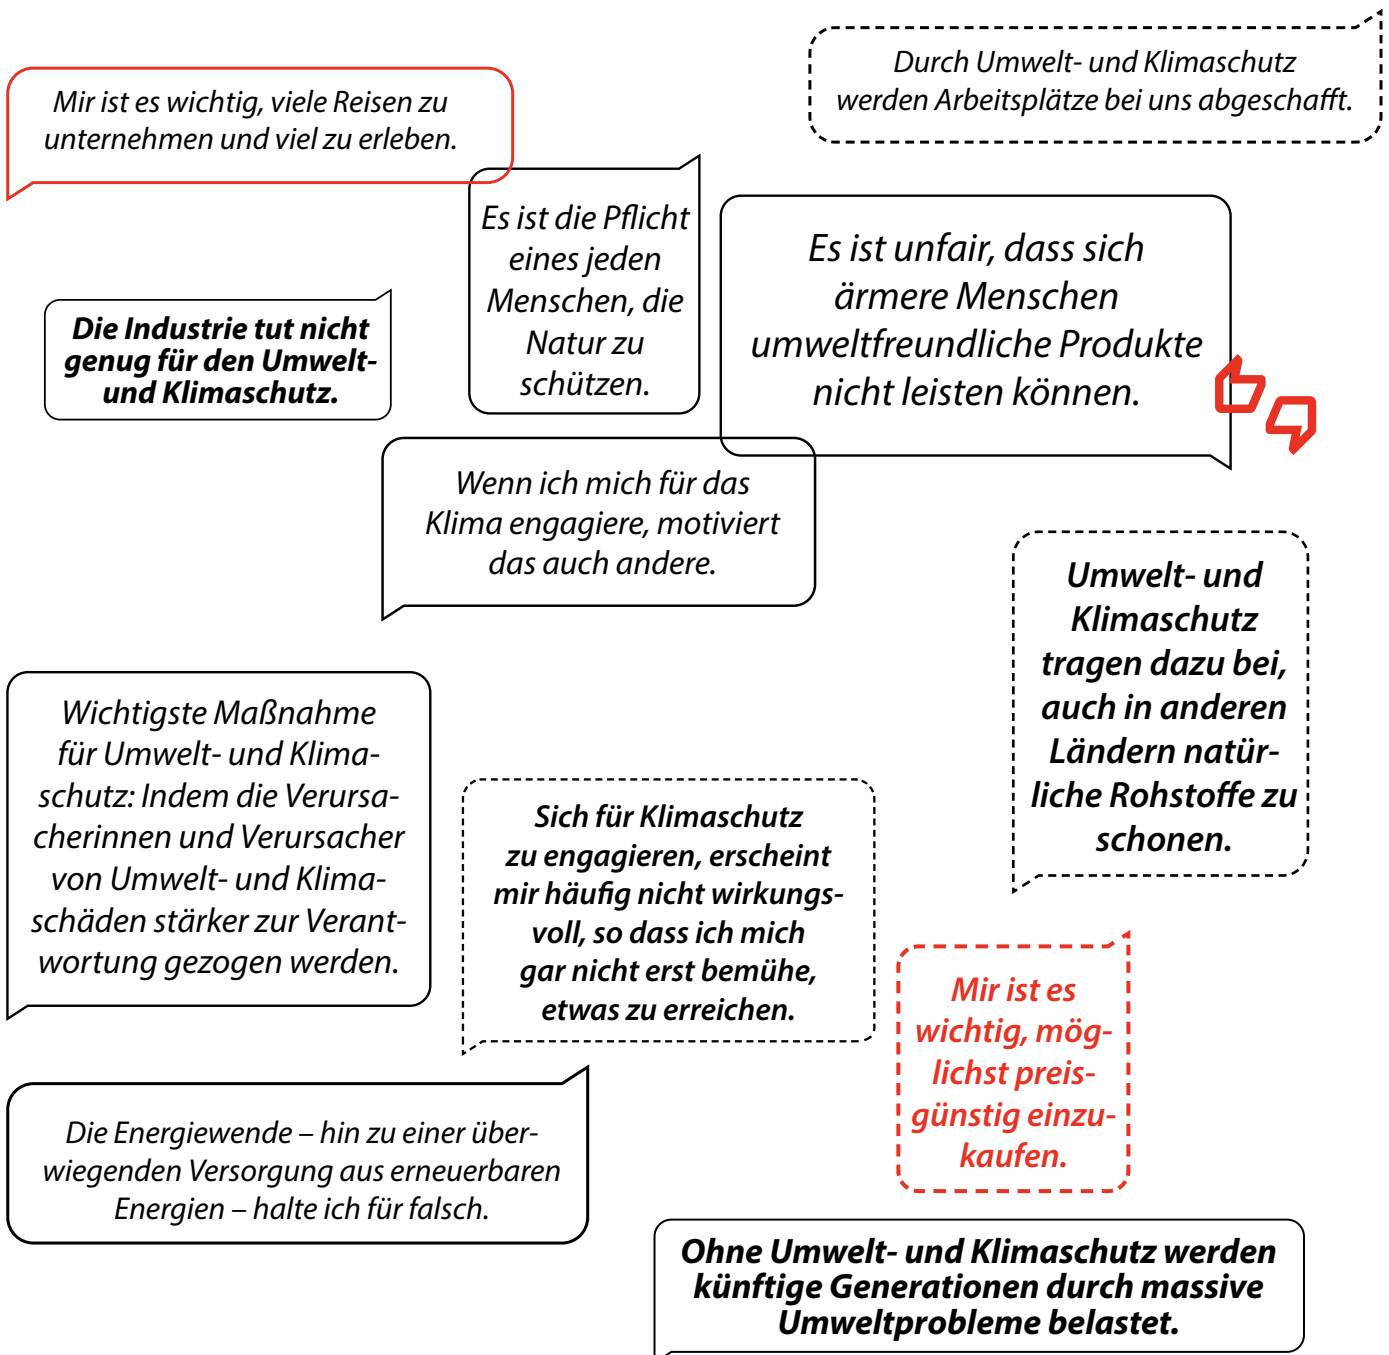 Durch Umwelt- und Klimaschutz
werden Arbeitsplätze bei uns abgeschafft.
Mir ist es wichtig, viele Reisen zu
unternehmen und viel zu erleben.
Es ist die Pflicht
eines jeden
Menschen, die
Natur zu
schützen.
Es ist unfair, dass sich
ärmere Menschen
umweltfreundliche Produkte
nicht leisten können.
Die Industrie tut nicht
genug für den Umwelt-
und Klimaschutz.
Wenn ich mich für das
Klima engagiere, motiviert
das auch andere.
Umwelt- und
Klimaschutz
tragen dazu bei,
auch in anderen
Ländern natür-
liche Rohstoffe zu
schonen.
Wichtigste Maßnahme
für Umwelt- und Klima-
schutz: Indem die Verursa-
cherinnen und Verursacher
von Umwelt- und Klima-
schäden stärker zur Verant-
wortung gezogen werden.
Sich für Klimaschutz
zu engagieren, erscheint
mir häufig nicht wirkungs-
voll, so dass ich mich
gar nicht erst bemühe,
etwas zu erreichen.
Mir ist es
wichtig, mög-
lichst preis-
günstig einzu-
kaufen.
Die Energiewende – hin zu einer über-
wiegenden Versorgung aus erneuerbaren
Energien – halte ich für falsch.
Ohne Umwelt- und Klimaschutz werden
künftige Generationen durch massive
Umweltprobleme belastet.